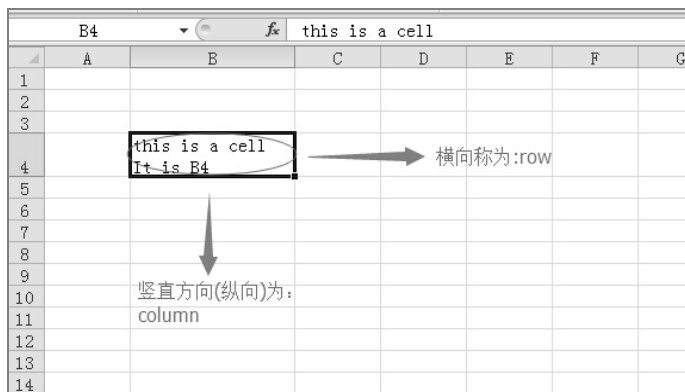 B4 fx this is a cell
A B C D E F G
1
2
3
this is a cell
It is B4
4
横向称为:row
5
6
7
8
9
竖直方向(纵向)为：
10
column
11
12
13
14